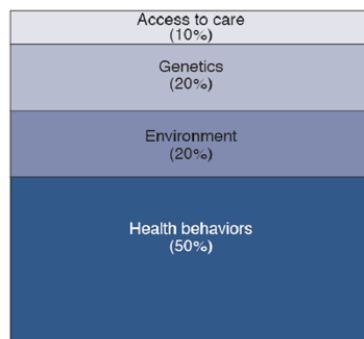 Access to care
(10%)
Genetics
(20%)
Environment
(20%)
Health behaviors
(50%)